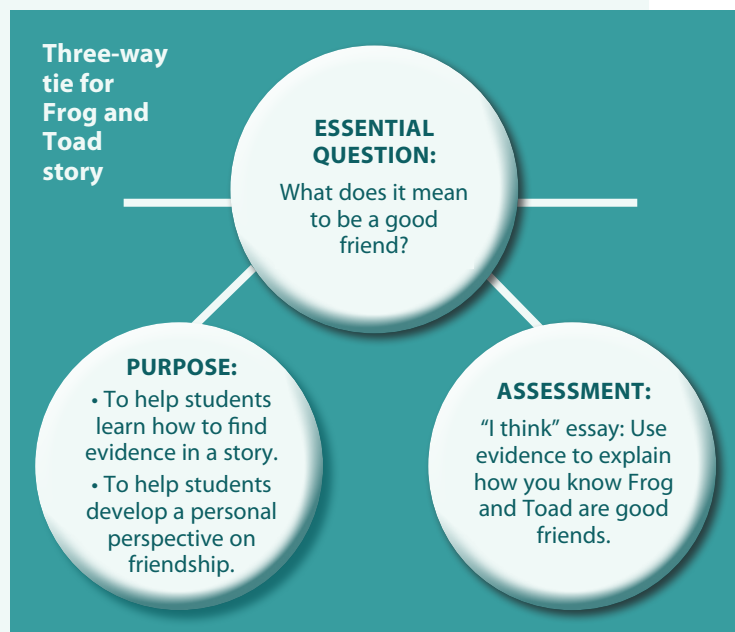 Three-way
tie for
Frog and
Toad
story
ESSENTIAL
QUESTION:
What does it mean
to be a good
friend?
PURPOSE:
• To help students
learn how to find
evidence in a story.
• To help students
develop a personal
perspective on
friendship.
ASSESSMENT:
“I think” essay: Use
evidence to explain
how you know Frog
and Toad are good
friends.